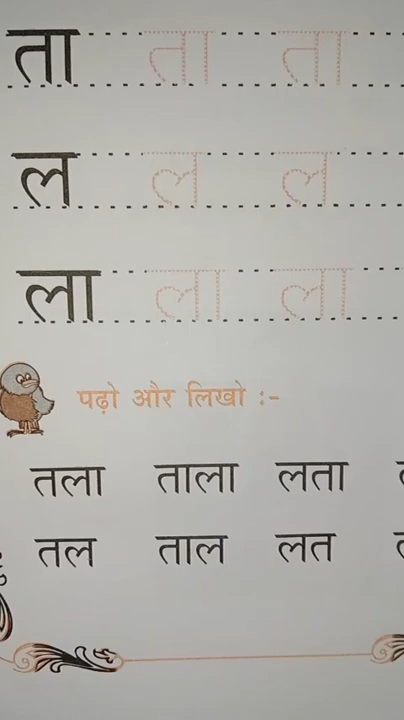 ता ता ता
ल ल ल
ला ला ला
पढ़ो और लिखो :-
तला ताला लता
तल ताल लत